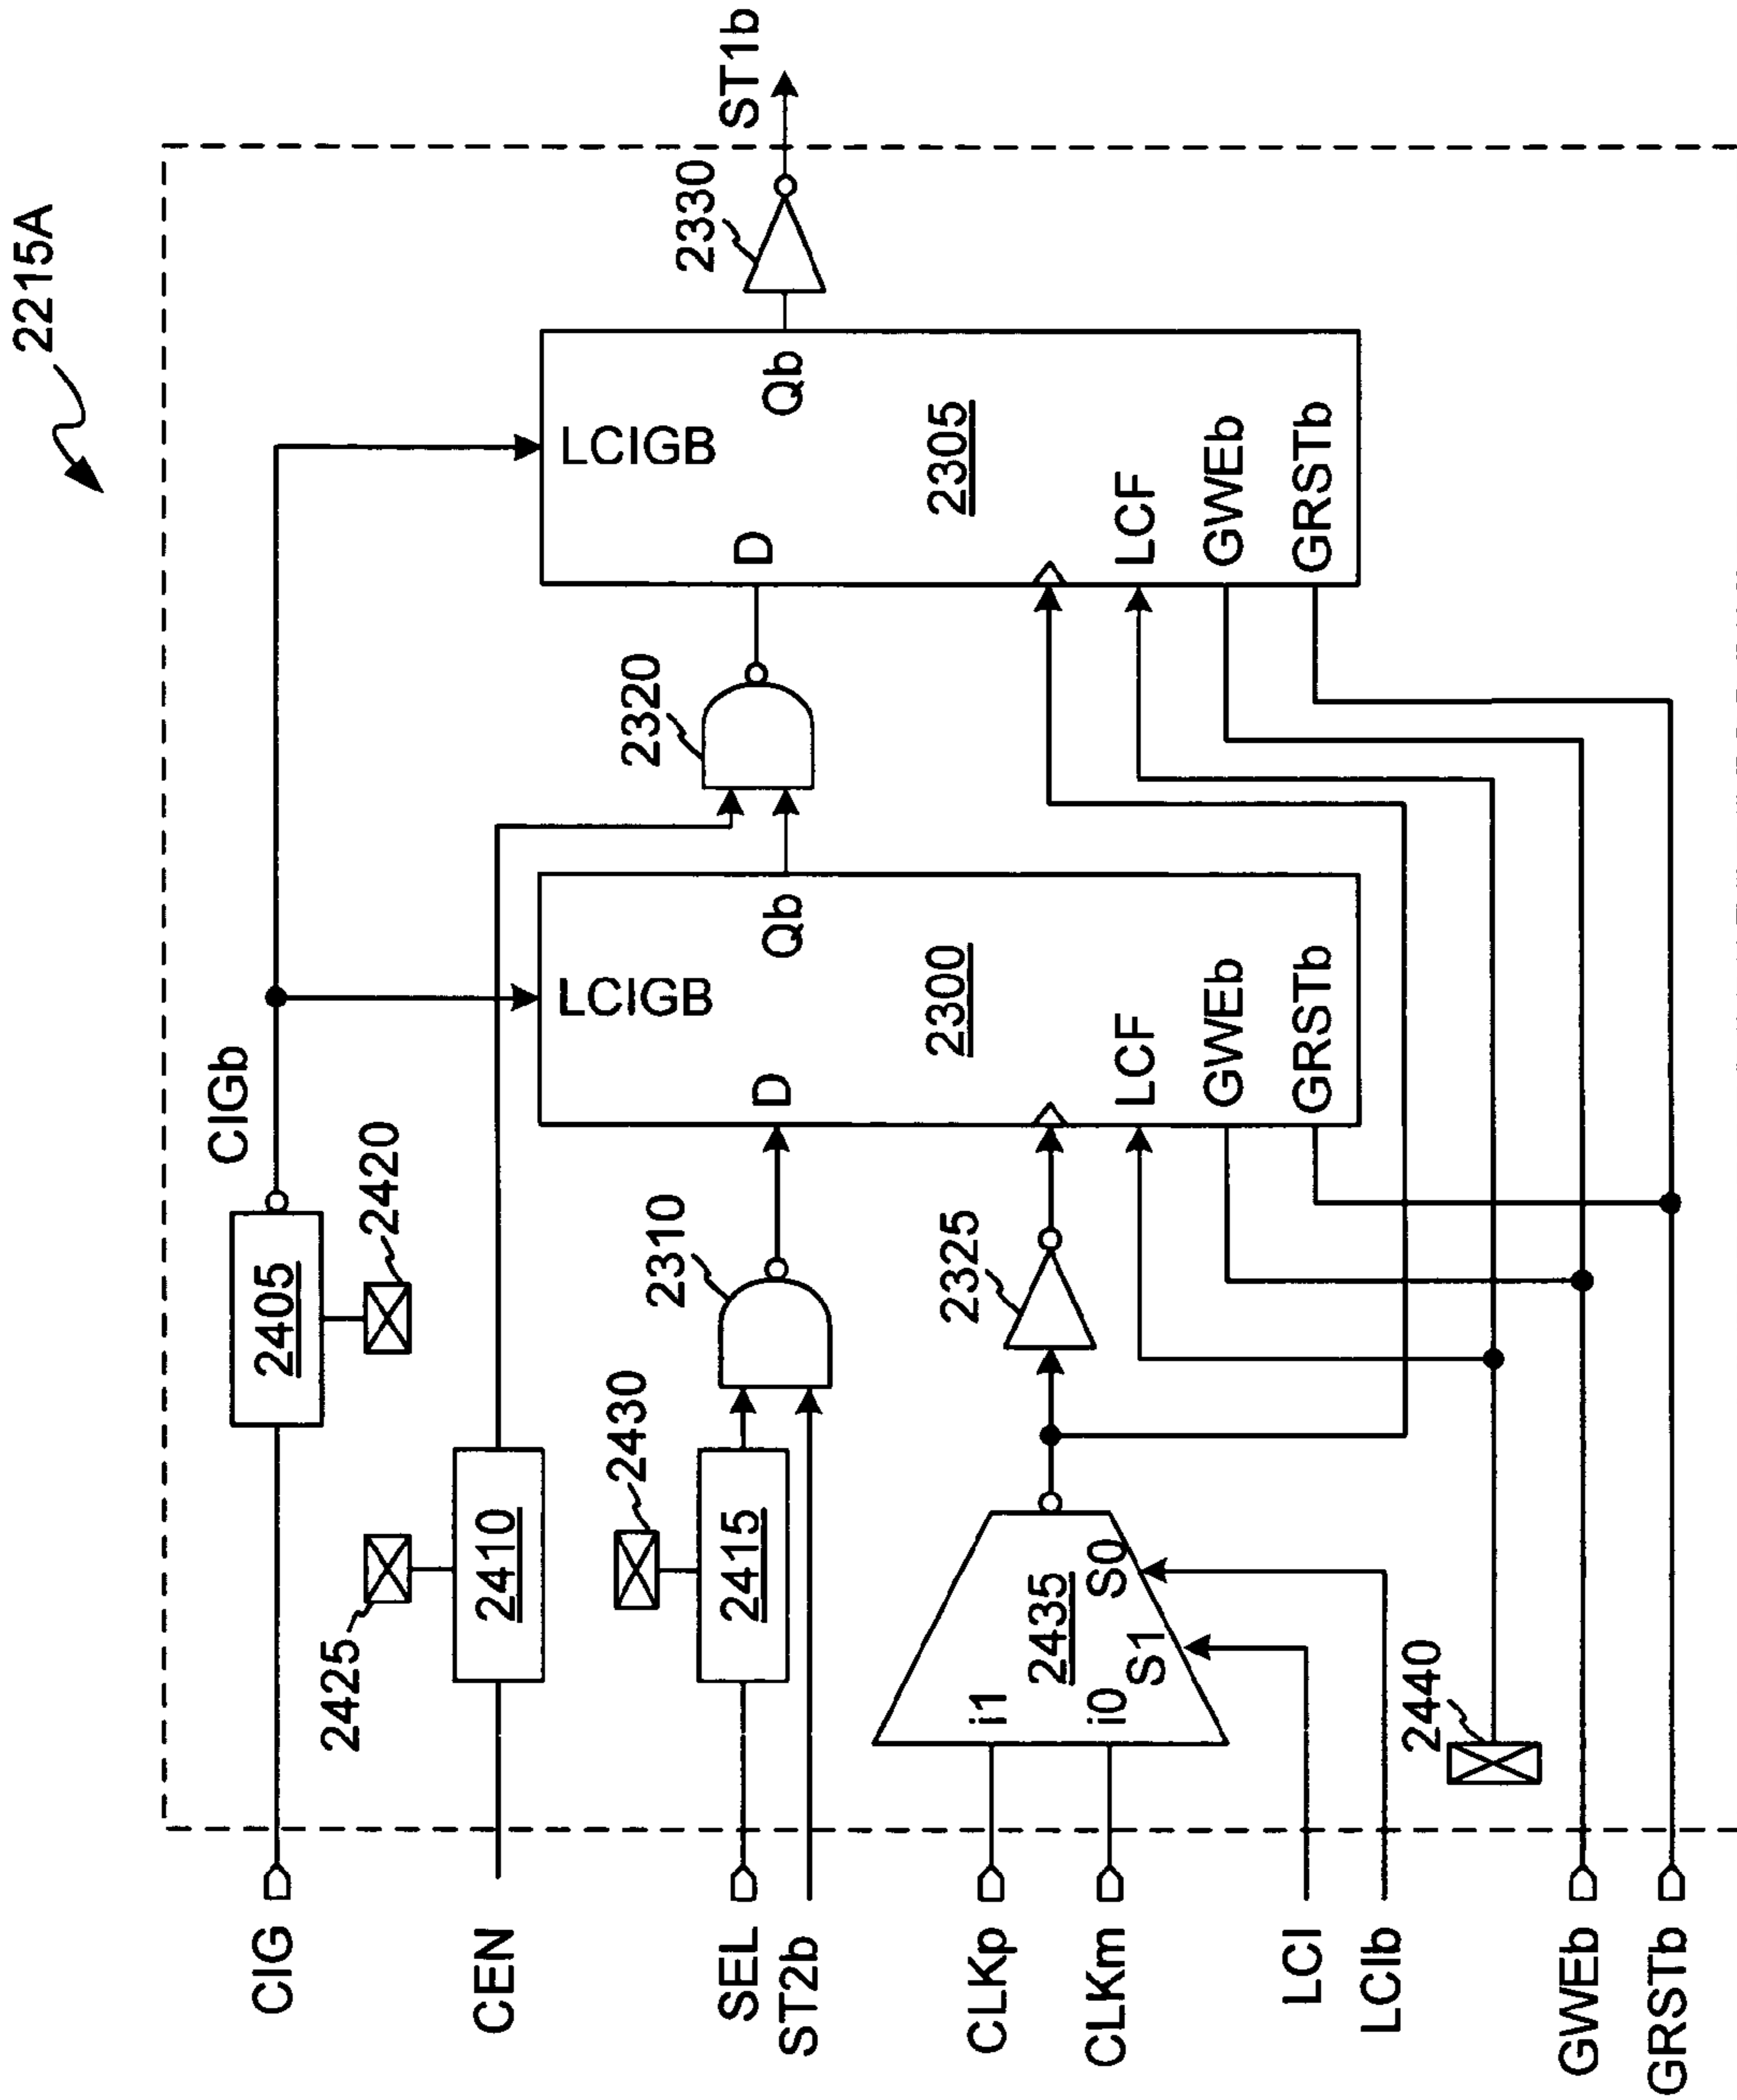 2215A
CIG
2405
2420
CIGb
CEN
2425
2410
LCIGB
LCIGB
SEL
2430
2415
ST2b
2310
D
Qb
2320
D
Qb
2330
ST1b
CLKp
i1
CLKm
i0
2435
S1
S0
2325
2300
2305
LCI
LCIb
2440
LCF
LCF
GWEb
GWEb
GWEb
GRSTb
GRSTb
GRSTb